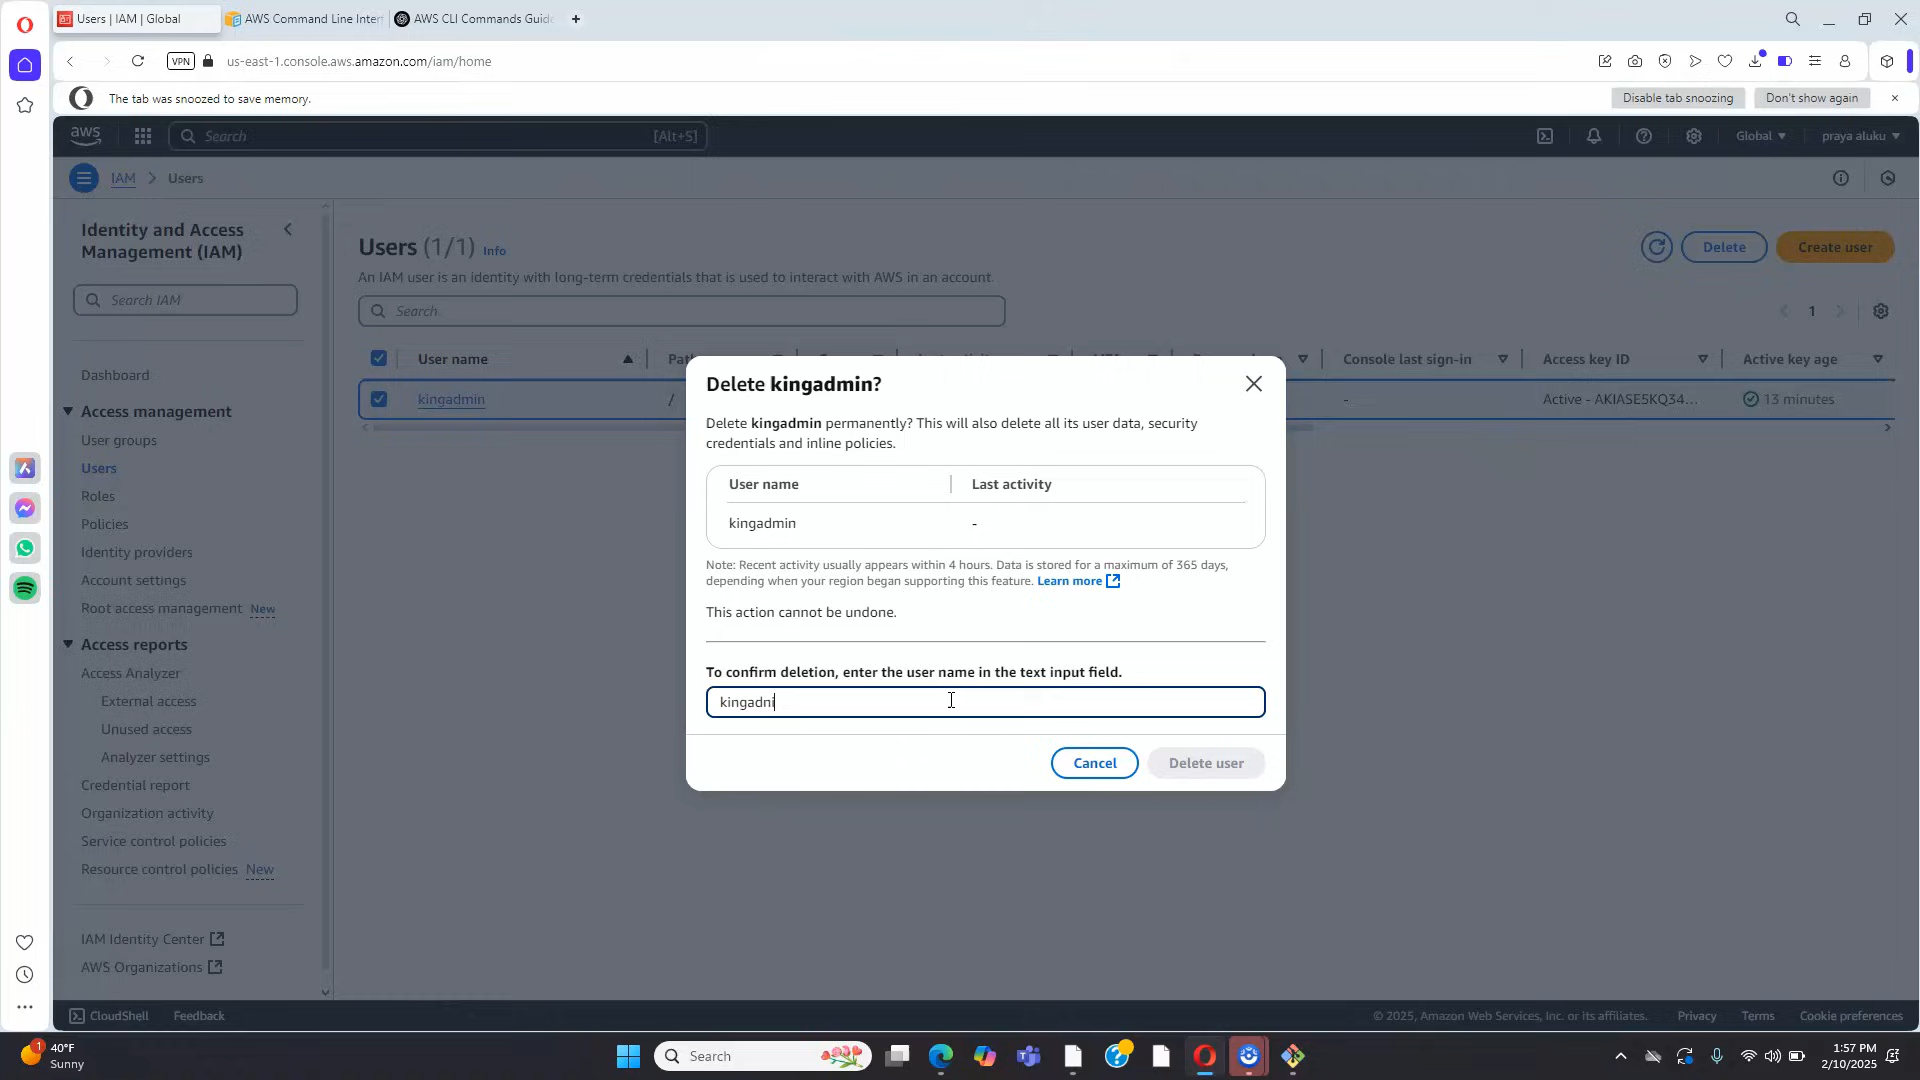 Users | IAM | Global
AWS Command Line Inter
AWS CLI Commands Guide
VPN
us-east-1.console.aws.amazon.com/iam/home
The tab was snoozed to save memory.
Disable tab snoozing
Don't show again
aws
Search
[Alt+S]
Global
praya aluku
IAM
Users
Identity and Access
Management (IAM)
Search IAM
Dashboard
Access management
User groups
Users
Roles
Policies
Identity providers
Account settings
Root access management New
Access reports
Access Analyzer
External access
Unused access
Analyzer settings
Credential report
Organization activity
Service control policies
Resource control policies New
IAM Identity Center
AWS Organizations
Users (1/1) Info
An IAM user is an identity with long-term credentials that is used to interact with AWS in an account.
Delete
Create user
Search
1
User name
Console last sign-in
Access key ID
Active key age
kingadmin
/
-
Active - AKIASE5KQ34...
13 minutes
Delete kingadmin?
Delete kingadmin permanently? This will also delete all its user data, security
credentials and inline policies.
User name
Last activity
kingadmin
-
Note: Recent activity usually appears within 4 hours. Data is stored for a maximum of 365 days,
depending when your region began supporting this feature. Learn more
This action cannot be undone.
To confirm deletion, enter the user name in the text input field.
kingadni
Cancel
Delete user
CloudShell
Feedback
© 2025, Amazon Web Services, Inc. or its affiliates.
Privacy
Terms
Cookie preferences
1
40°F
Sunny
Search
1:57 PM
2/10/2025